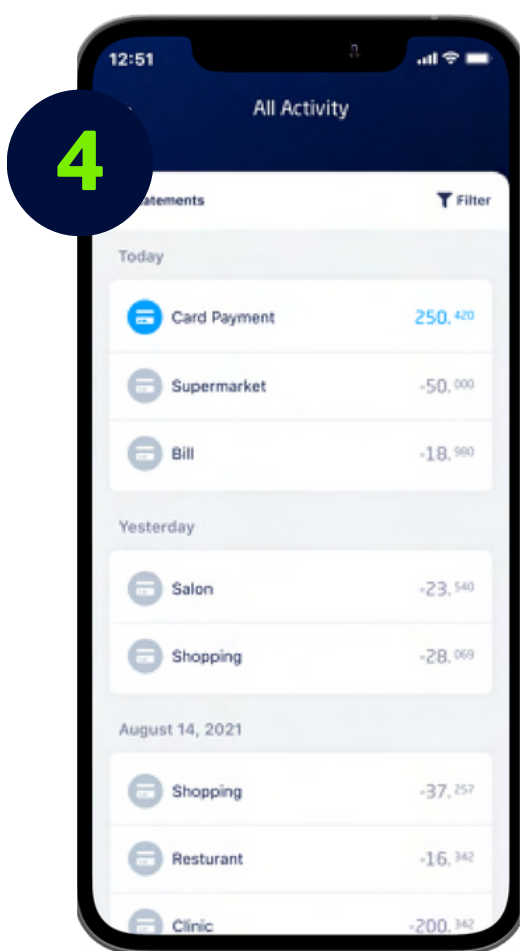 12:51
All Activity
4
atements
Filter
Today
Card Payment 250. 420
Supermarket -50. 000
Bill -18. 980
Yesterday
Salon -23. 540
Shopping -28. 069
August 14, 2021
Shopping -37. 257
Resturant -16. 342
Clinic -200. 342